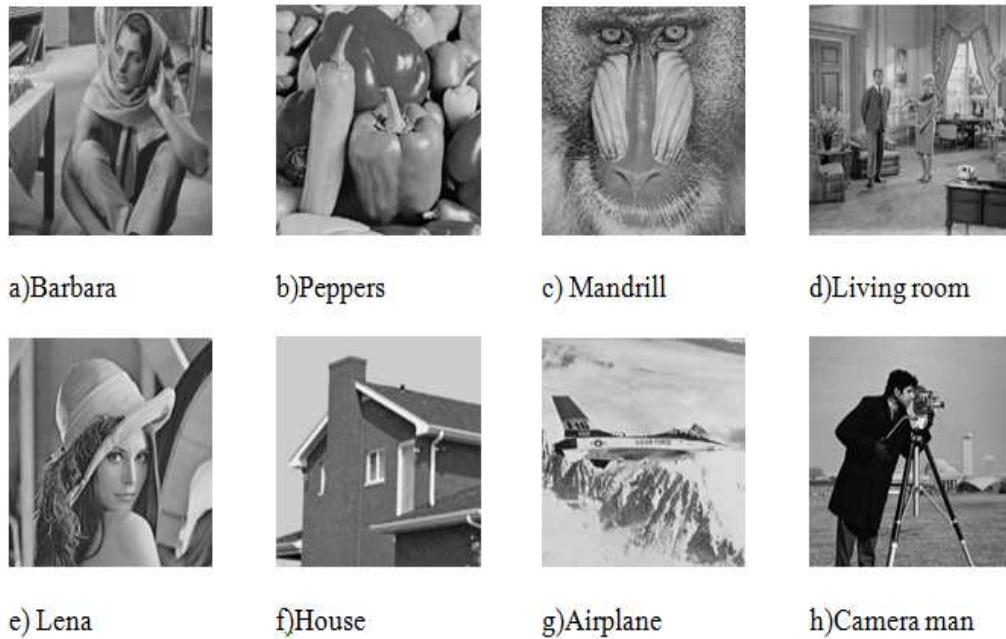 a)Barbara
b)Peppers
c) Mandrill
d)Living room
e) Lena
f)House
g)Airplane
h)Camera man